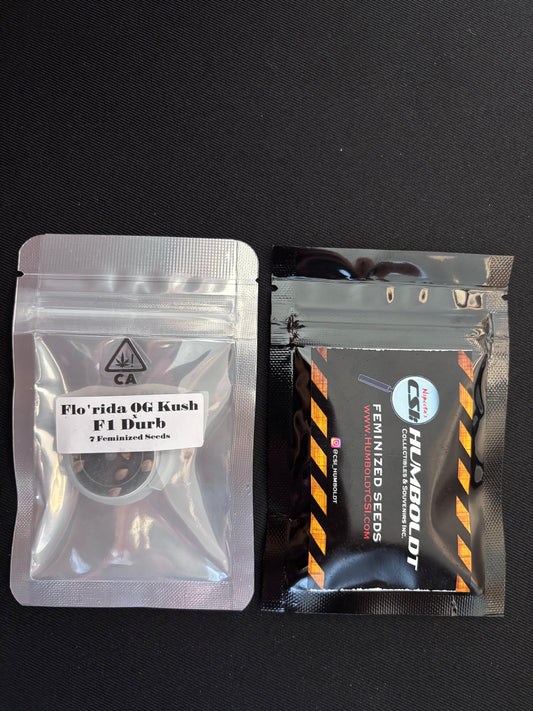 CA
Flo'rida OG Kush
x
F1 Durb
7 Feminized Seeds
Nspecta's
CSI:
HUMBOLDT
COLLECTIBLES & SOUVENIRS INC.
FEMINIZED SEEDS
WWW.HUMBOLDTCSI.COM
@CSI_HUMBOLDT